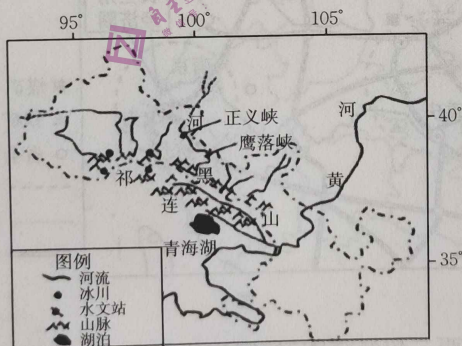 95° 100° 105°
河 正义峡 河
鹰落峡
40°
祁 黑 黄
连 山
青海湖
35°
图例
河流
冰川
水文站
山脉
湖泊